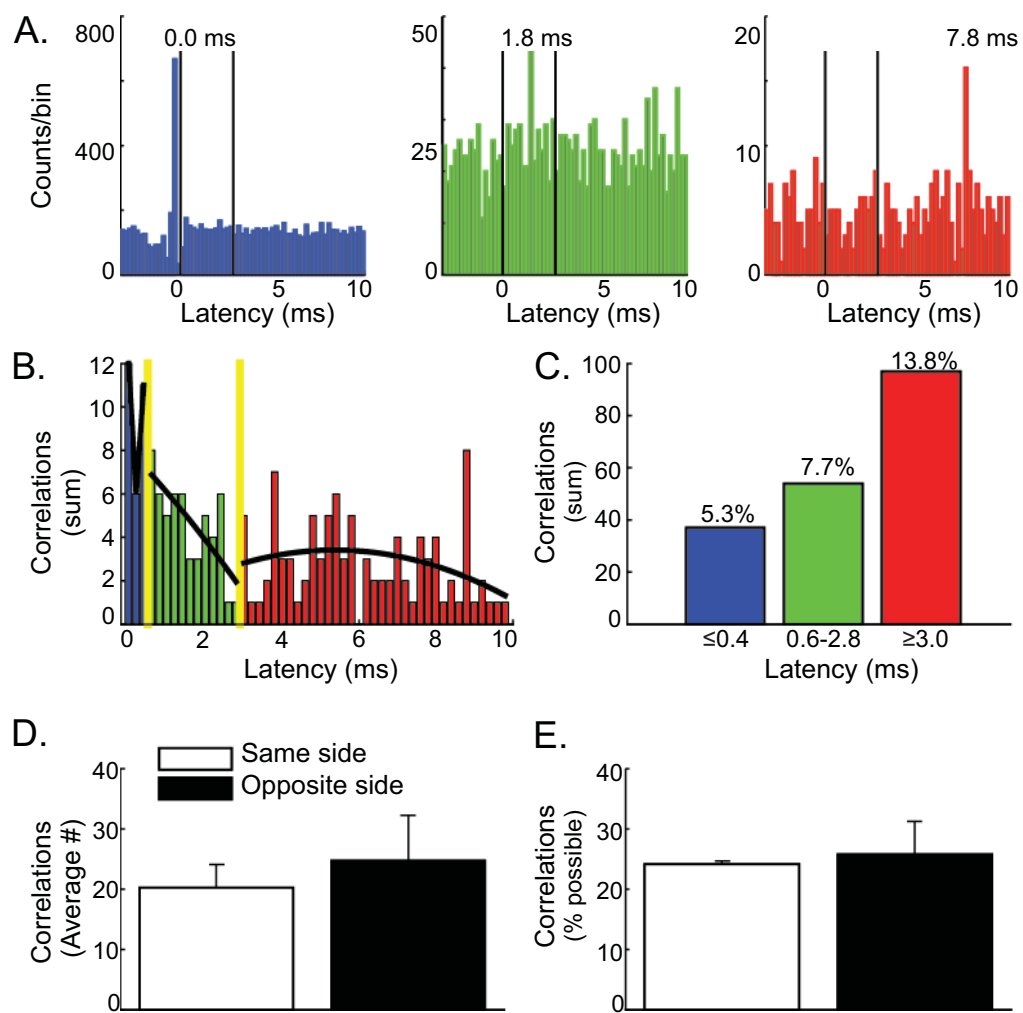 A.
0.0 ms
1.8 ms
7.8 ms
Counts/bin
800
400
0
0 5 10
Latency (ms)
50
25
0
0 5 10
Latency (ms)
20
10
0
0 5 10
Latency (ms)
B.
Correlations
(sum)
12
10
8
6
4
2
0
0 2 4 6 8 10
Latency (ms)
C.
Correlations
(sum)
100
80
60
40
20
0
5.3%
7.7%
13.8%
≤0.4 0.6-2.8 ≥3.0
Latency (ms)
D.
Same side
Opposite side
Correlations
(Average #)
40
30
20
10
0
E.
Correlations
(% possible)
40
30
20
10
0